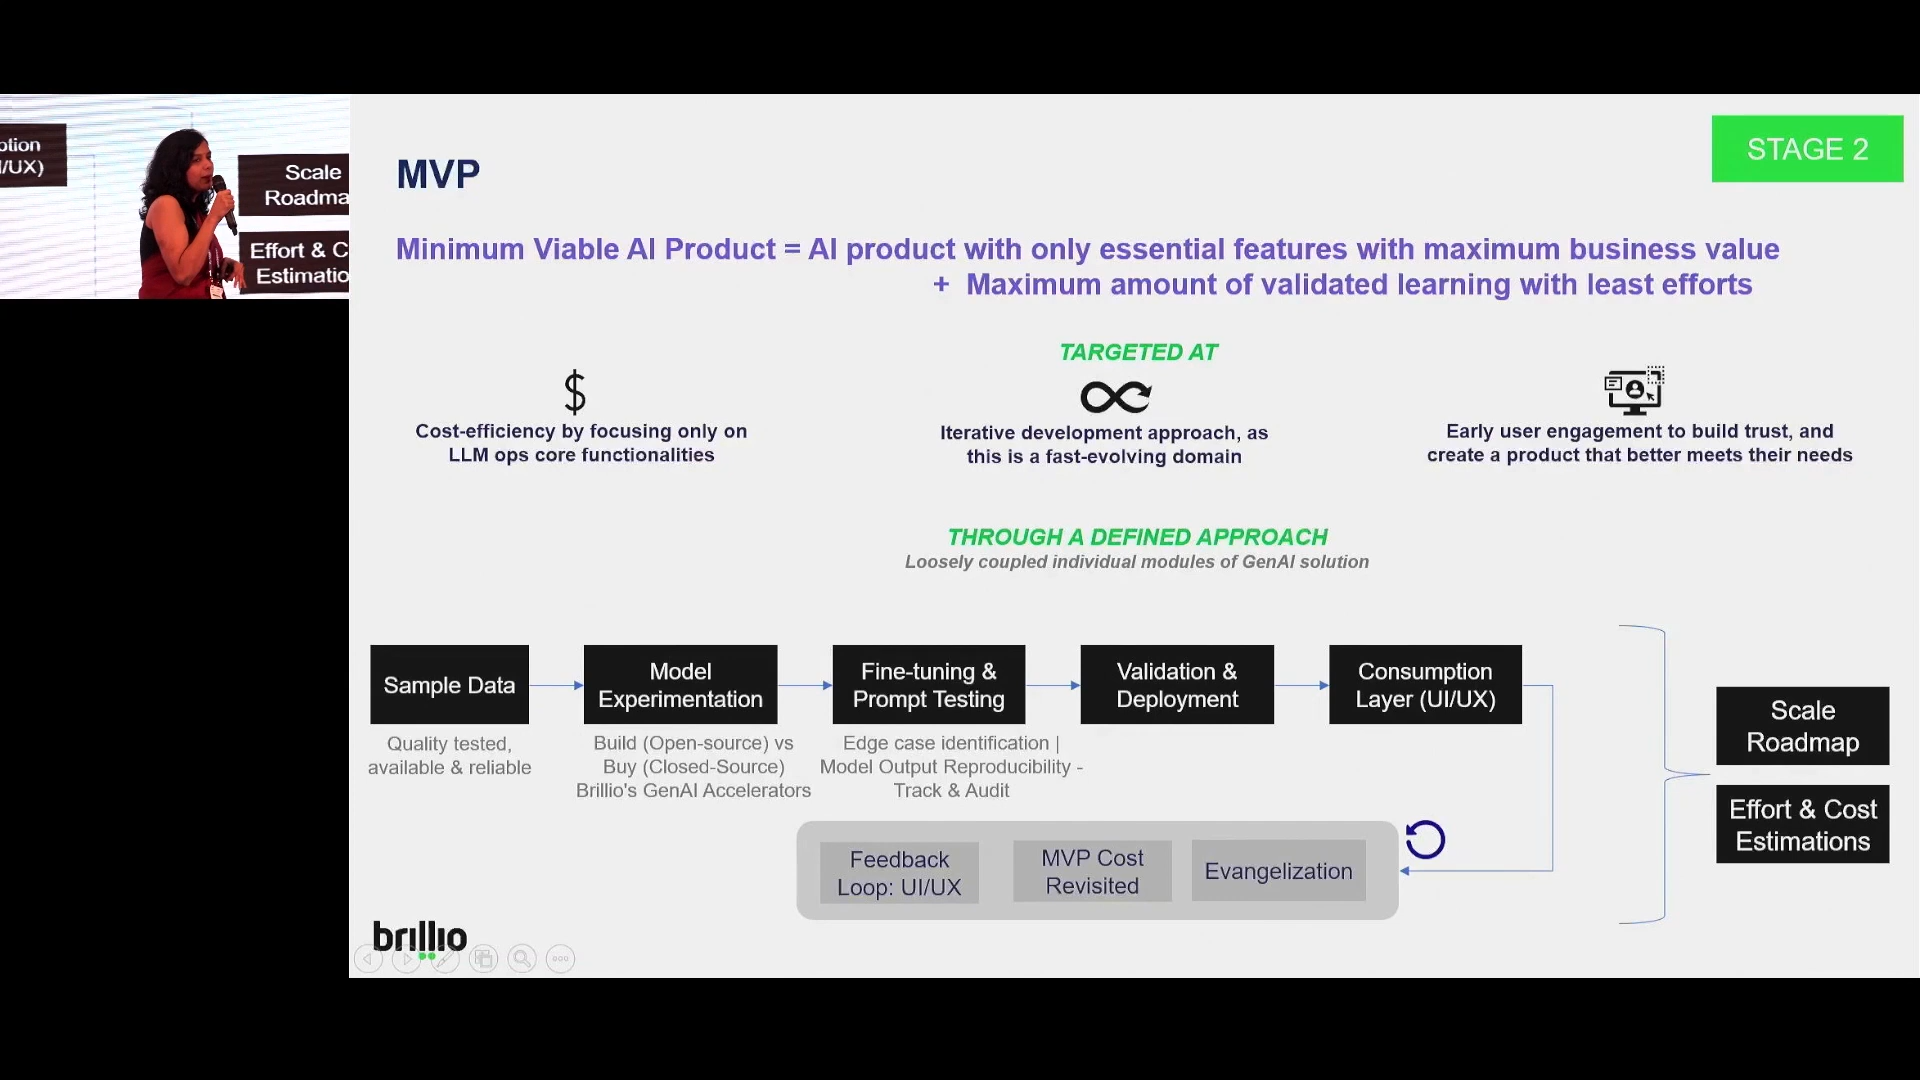 ption
I/UX)
Scale
Roadma
Effort & C
Estimatio
STAGE 2
MVP
Minimum Viable AI Product = AI product with only essential features with maximum business value
+ Maximum amount of validated learning with least efforts
TARGETED AT
$
Cost-efficiency by focusing only on
LLM ops core functionalities
Iterative development approach, as
this is a fast-evolving domain
Early user engagement to build trust, and
create a product that better meets their needs
THROUGH A DEFINED APPROACH
Loosely coupled individual modules of GenAI solution
Sample Data
Quality tested,
available & reliable
Model
Experimentation
Build (Open-source) vs
Buy (Closed-Source)
Brillio's GenAI Accelerators
Fine-tuning &
Prompt Testing
Edge case identification |
Model Output Reproducibility -
Track & Audit
Validation &
Deployment
Consumption
Layer (UI/UX)
Feedback
Loop: UI/UX
MVP Cost
Revisited
Evangelization
Scale
Roadmap
Effort & Cost
Estimations
brillio